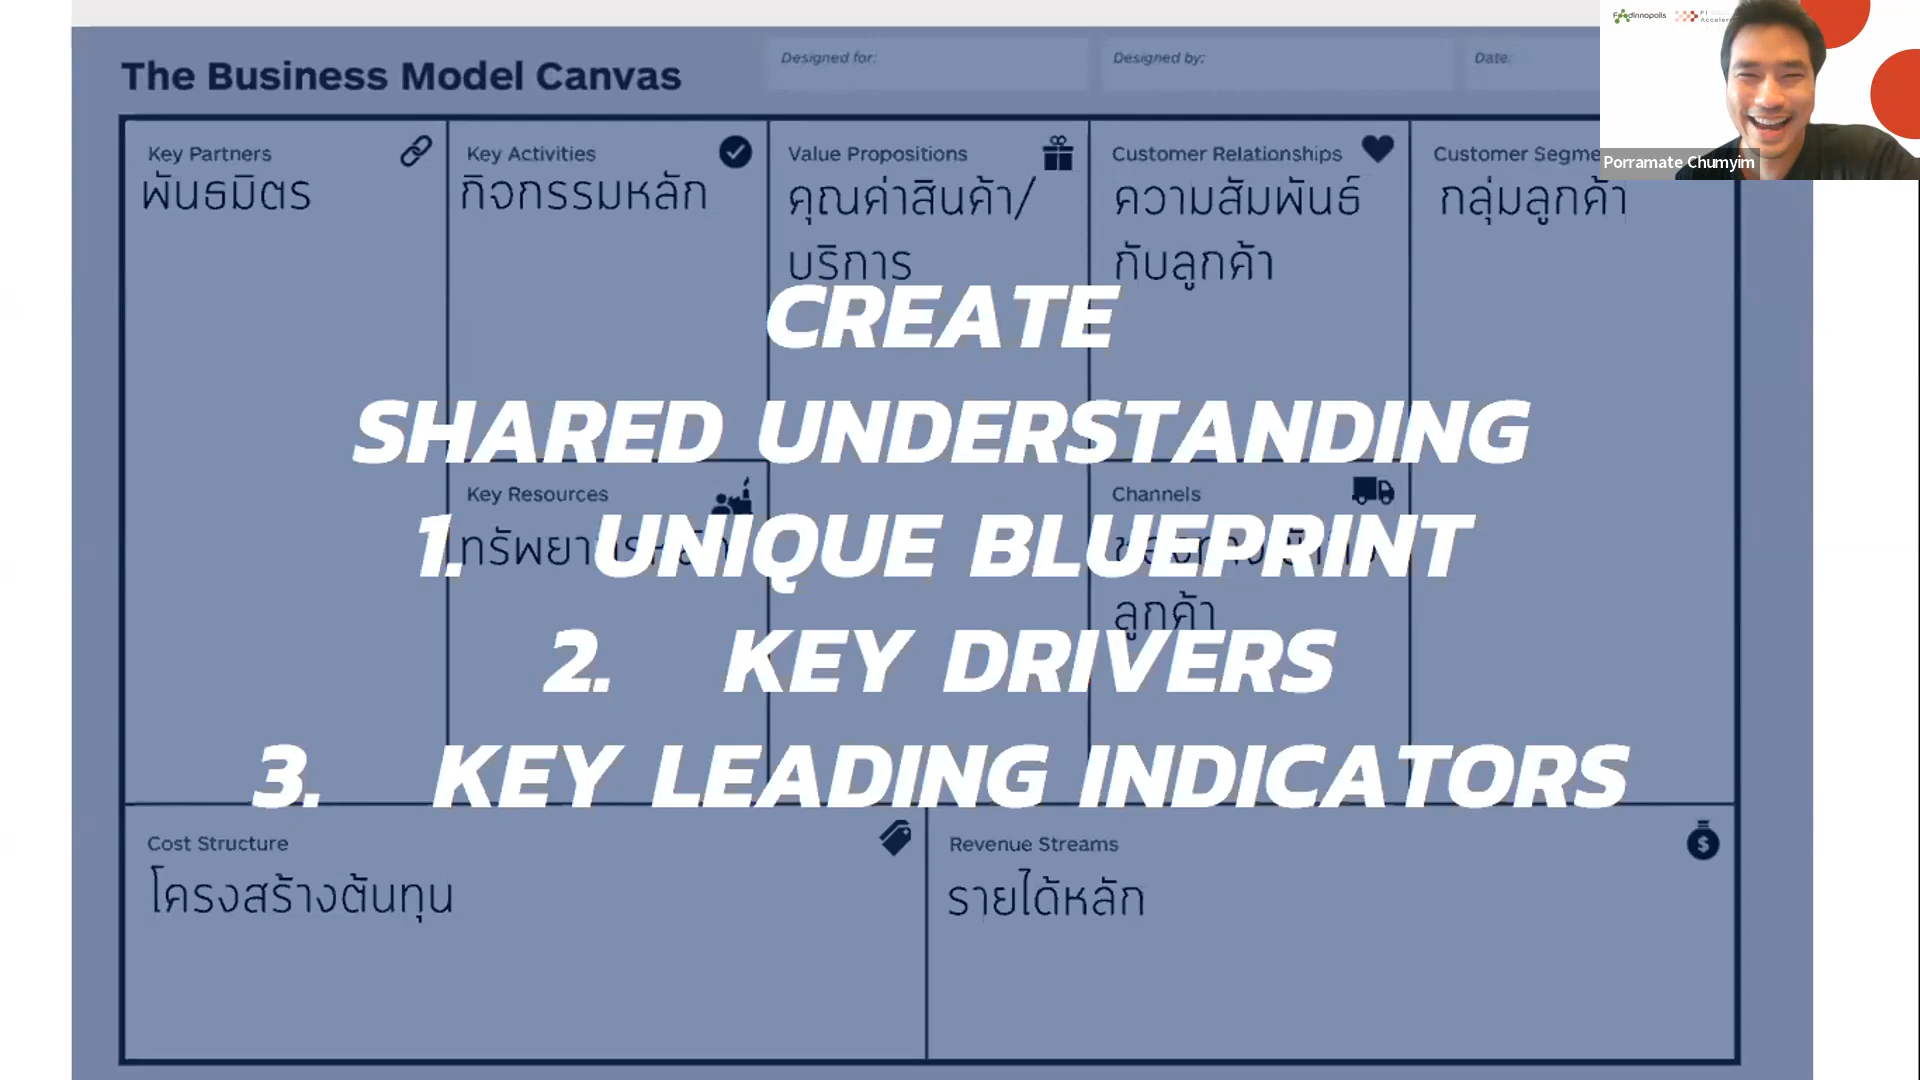 The Business Model Canvas
Designed for:
Designed by:
Date:
Foodinnopolis
Porramate Chumyim
Key Partners
พันธมิตร
Key Activities
กิจกรรมหลัก
Value Propositions
คุณค่าสินค้า/
บริการ
Customer Relationships
ความสัมพันธ์
กับลูกค้า
Customer Segme
กลุ่มลูกค้า
CREATE
SHARED UNDERSTANDING
1. UNIQUE BLUEPRINT
2. KEY DRIVERS
3. KEY LEADING INDICATORS
Key Resources
Channels
ลูกค้า
Cost Structure
โครงสร้างต้นทุน
Revenue Streams
รายได้หลัก